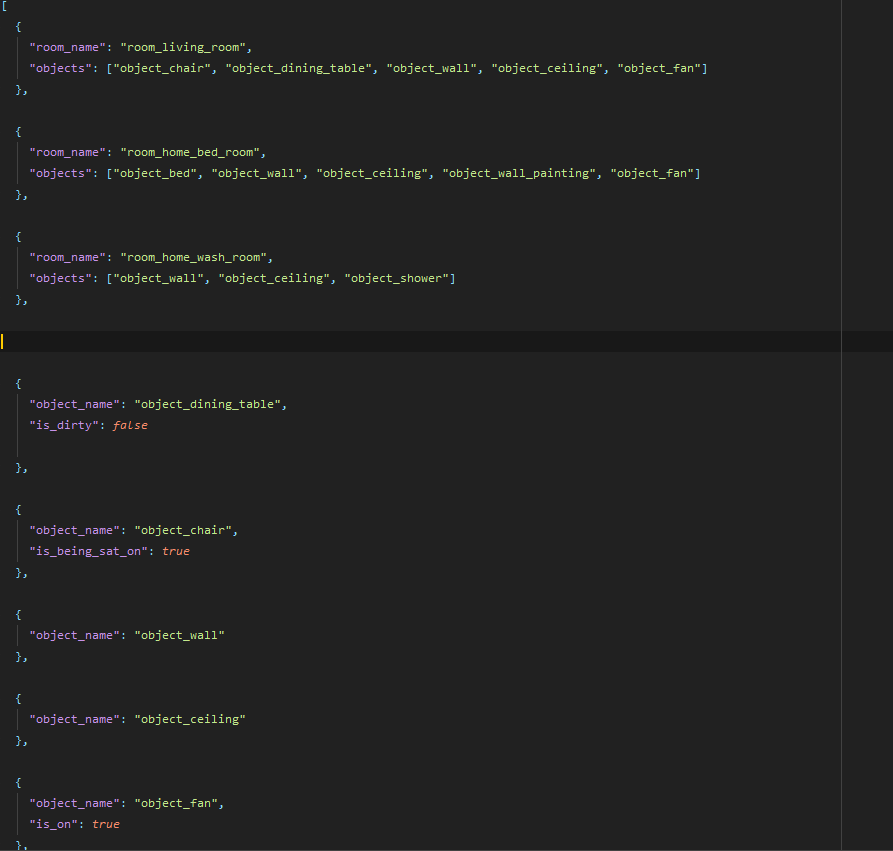 [
{
"room_name": "room_living_room",
"objects": ["object_chair", "object_dining_table", "object_wall", "object_ceiling", "object_fan"]
},
{
"room_name": "room_home_bed_room",
"objects": ["object_bed", "object_wall", "object_ceiling", "object_wall_painting", "object_fan"]
},
{
"room_name": "room_home_wash_room",
"objects": ["object_wall", "object_ceiling", "object_shower"]
},
{
"object_name": "object_dining_table",
"is_dirty": false
},
{
"object_name": "object_chair",
"is_being_sat_on": true
},
{
"object_name": "object_wall"
},
{
"object_name": "object_ceiling"
},
{
"object_name": "object_fan",
"is_on": true
},